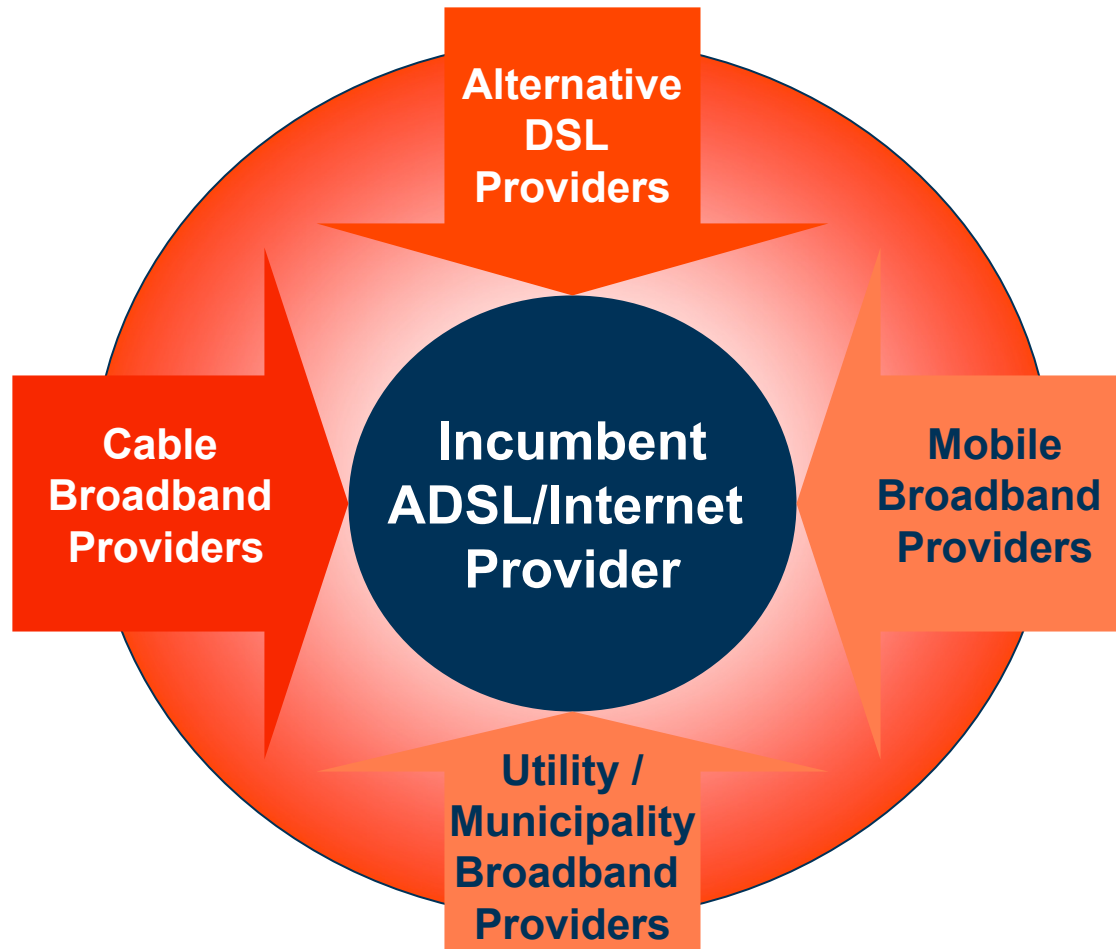 Alternative
DSL
Providers
Cable
Broadband
Providers
Incumbent
ADSL/Internet
Provider
Mobile
Broadband
Providers
Utility /
Municipality
Broadband
Providers